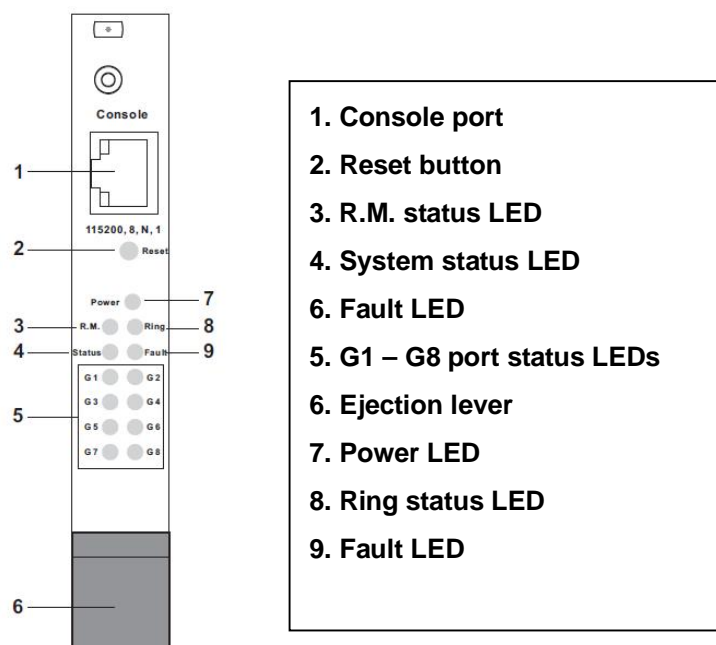 Console
1
115200, 8, N, 1
2
Reset
Power
7
3
R.M.
Ring
8
4
Status
Fault
9
G1
G2
G3
G4
5
G5
G6
G7
G8
6
1. Console port
2. Reset button
3. R.M. status LED
4. System status LED
6. Fault LED
5. G1 – G8 port status LEDs
6. Ejection lever
7. Power LED
8. Ring status LED
9. Fault LED